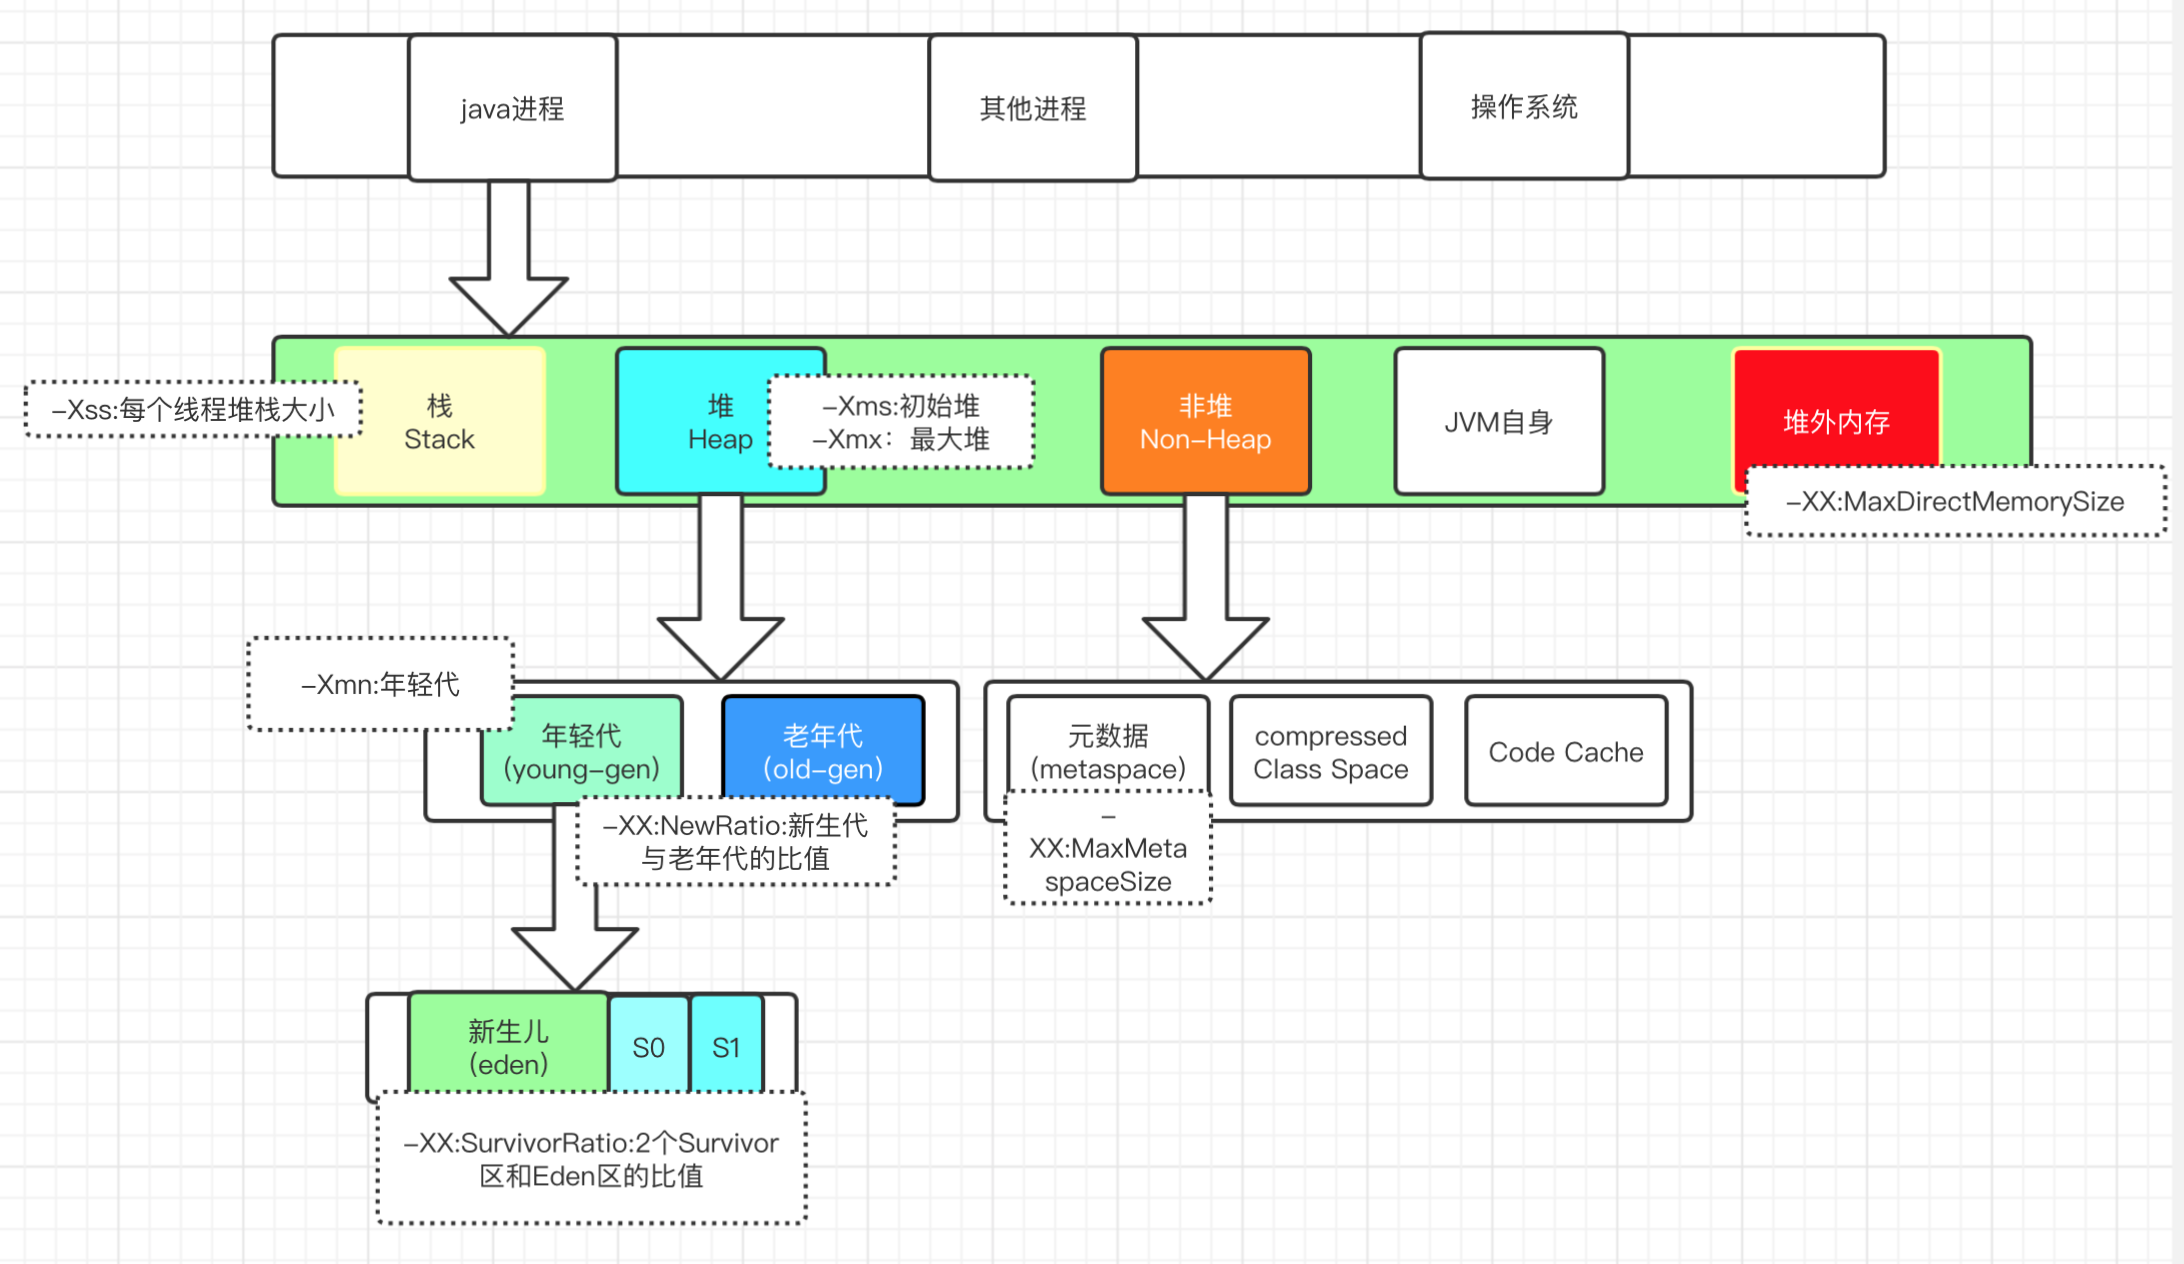 java进程
其他进程
操作系统
-Xss:每个线程堆栈大小
栈
Stack
堆
Heap
-Xms:初始堆
-Xmx：最大堆
非堆
Non-Heap
JVM自身
堆外内存
-XX:MaxDirectMemorySize
-Xmn:年轻代
年轻代
(young-gen)
老年代
(old-gen)
-XX:NewRatio:新生代
与老年代的比值
元数据
(metaspace)
-
XX:MaxMeta
spaceSize
compressed
Class Space
Code Cache
新生儿
(eden)
S0
S1
-XX:SurvivorRatio:2个Survivor
区和Eden区的比值